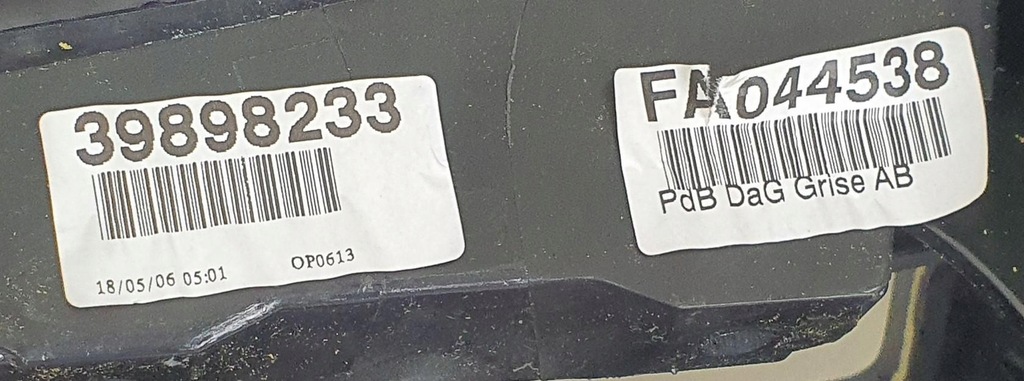 39898233
18/05/06 05:01 OP0613
FA044538
PdB DaG Grise AB